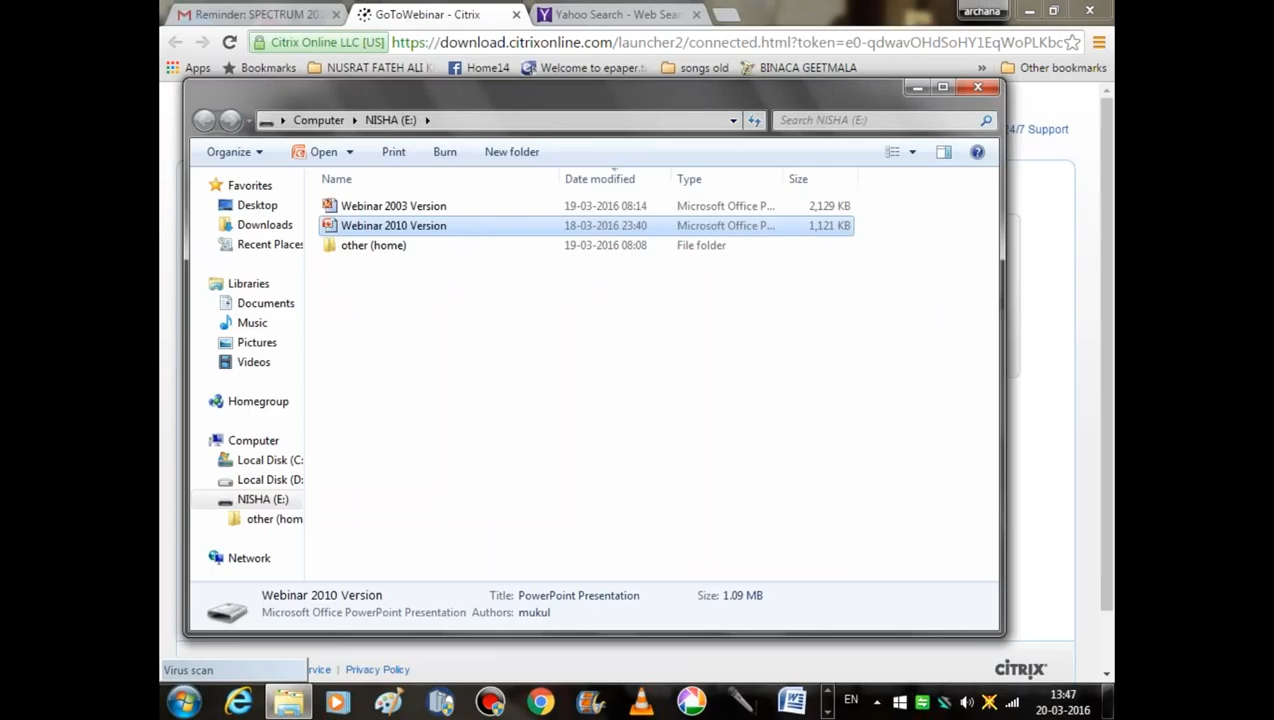 Reminder: SPECTRUM 201
GoToWebinar - Citrix
Yahoo Search - Web Sear
archana
Citrix Online LLC [US]
https://download.citrixonline.com/launcher2/connected.html?token=e0-qdwavOHdSoHY1EqWoPLKbc
Apps
Bookmarks
NUSRAT FATEH ALI K
Home14
Welcome to epaper.t
songs old
BINACA GEETMALA
»
Other bookmarks
24/7 Support
Computer
NISHA (E:)
Search NISHA (E:)
Organize
Open
Print
Burn
New folder
Name
Date modified
Type
Size
Favorites
Desktop
Downloads
Recent Places
Libraries
Documents
Music
Pictures
Videos
Homegroup
Computer
Local Disk (C:
Local Disk (D:
NISHA (E:)
other (hom
Network
Webinar 2003 Version 19-03-2016 08:14 Microsoft Office P... 2,129 KB
Webinar 2010 Version 18-03-2016 23:40 Microsoft Office P... 1,121 KB
other (home) 19-03-2016 08:08 File folder
Webinar 2010 Version Title: PowerPoint Presentation Size: 1.09 MB
Microsoft Office PowerPoint Presentation Authors: mukul
Virus scan
rvice | Privacy Policy
CITRIX
EN
13:47
20-03-2016